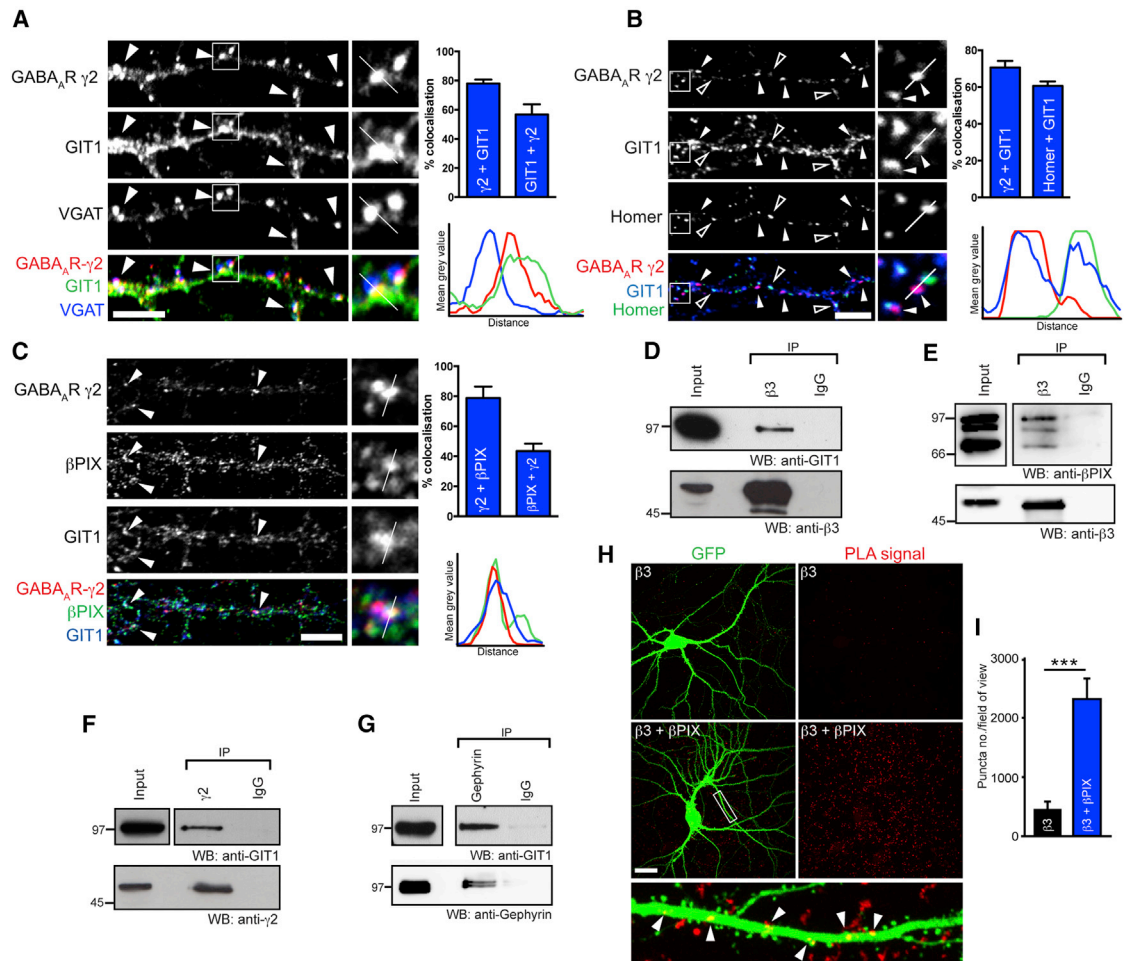 A
GABAAR γ2
GIT1
VGAT
GABAAR-γ2
GIT1
VGAT
% colocalisation
100
80
60
40
20
0
γ2 + GIT1
GIT1 + γ2
Mean grey value
Distance
B
GABAAR γ2
GIT1
Homer
GABAAR γ2
GIT1
Homer
% colocalisation
80
60
40
20
0
γ2 + GIT1
Homer + GIT1
Mean grey value
Distance
C
GABAAR γ2
βPIX
GIT1
GABAAR-γ2
βPIX
GIT1
% colocalisation
100
80
60
40
20
0
γ2 + βPIX
βPIX + γ2
Mean grey value
Distance
D
IP
Input
β3
IgG
97
WB: anti-GIT1
45
WB: anti-β3
E
IP
Input
β3
IgG
97
66
WB: anti-βPIX
45
WB: anti-β3
F
IP
Input
γ2
IgG
97
WB: anti-GIT1
45
WB: anti-γ2
G
IP
Input
Gephyrin
IgG
97
WB: anti-GIT1
97
WB: anti-Gephyrin
H
GFP
PLA signal
β3
β3
β3 + βPIX
β3 + βPIX
I
Puncta no./field of view
3000
2000
1000
0
***
β3
β3 + βPIX